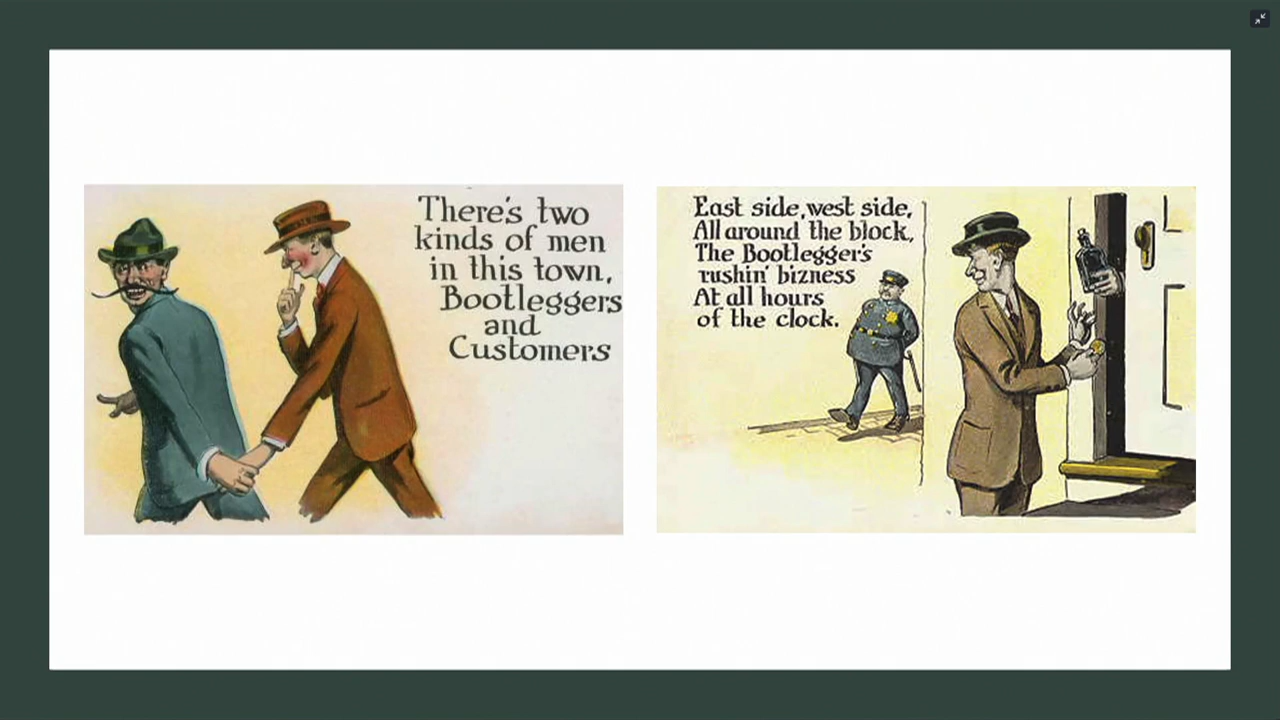 There's two
kinds of men
in this town,
Bootleggers
and
Customers
East side, west side,
All around the block,
The Bootlegger's
rushin' bizness
At all hours
of the clock.